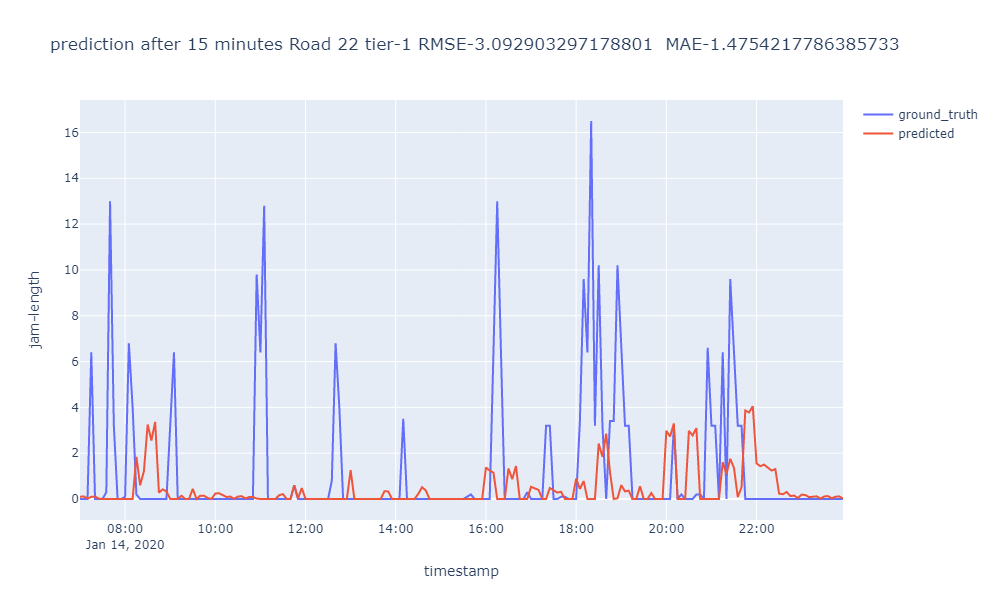 prediction after 15 minutes Road 22 tier-1 RMSE-3.092903297178801  MAE-1.4754217786385733
ground_truth
predicted
16
14
12
10
8
6
4
2
0
jam-length
08:00 10:00 12:00 14:00 16:00 18:00 20:00 22:00
Jan 14, 2020
timestamp